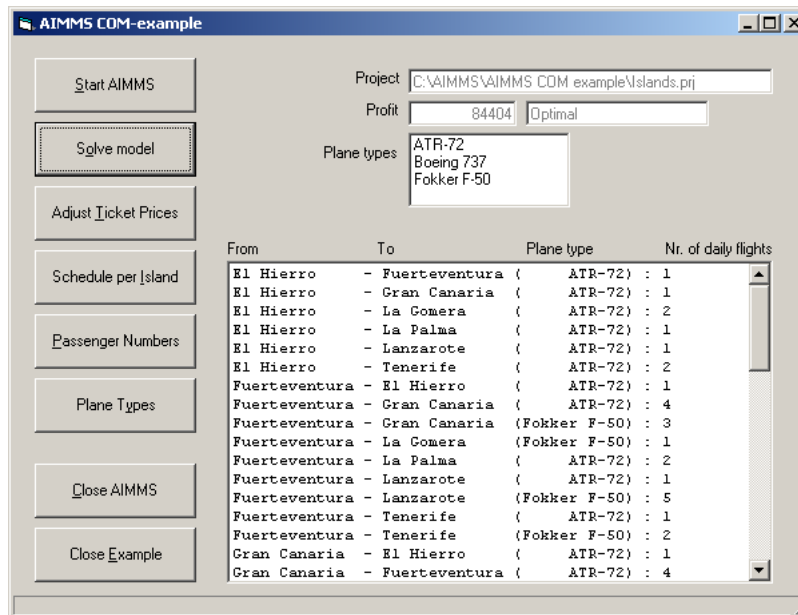 AIMMS COM-example
Start AIMMS
Solve model
Adjust Ticket Prices
Schedule per Island
Passenger Numbers
Plane Types
Close AIMMS
Close Example
Project C:\AIMMS\AIMMS COM example\Islands.prj
Profit 84404 Optimal
Plane types
ATR-72
Boeing 737
Fokker F-50
From To Plane type Nr. of daily flights
El Hierro - Fuerteventura ( ATR-72) : 1
El Hierro - Gran Canaria ( ATR-72) : 1
El Hierro - La Gomera ( ATR-72) : 2
El Hierro - La Palma ( ATR-72) : 1
El Hierro - Lanzarote ( ATR-72) : 1
El Hierro - Tenerife ( ATR-72) : 2
Fuerteventura - El Hierro ( ATR-72) : 1
Fuerteventura - Gran Canaria ( ATR-72) : 4
Fuerteventura - Gran Canaria (Fokker F-50) : 3
Fuerteventura - La Gomera (Fokker F-50) : 1
Fuerteventura - La Palma ( ATR-72) : 2
Fuerteventura - Lanzarote ( ATR-72) : 1
Fuerteventura - Lanzarote (Fokker F-50) : 5
Fuerteventura - Tenerife ( ATR-72) : 1
Fuerteventura - Tenerife (Fokker F-50) : 2
Gran Canaria - El Hierro ( ATR-72) : 1
Gran Canaria - Fuerteventura ( ATR-72) : 4